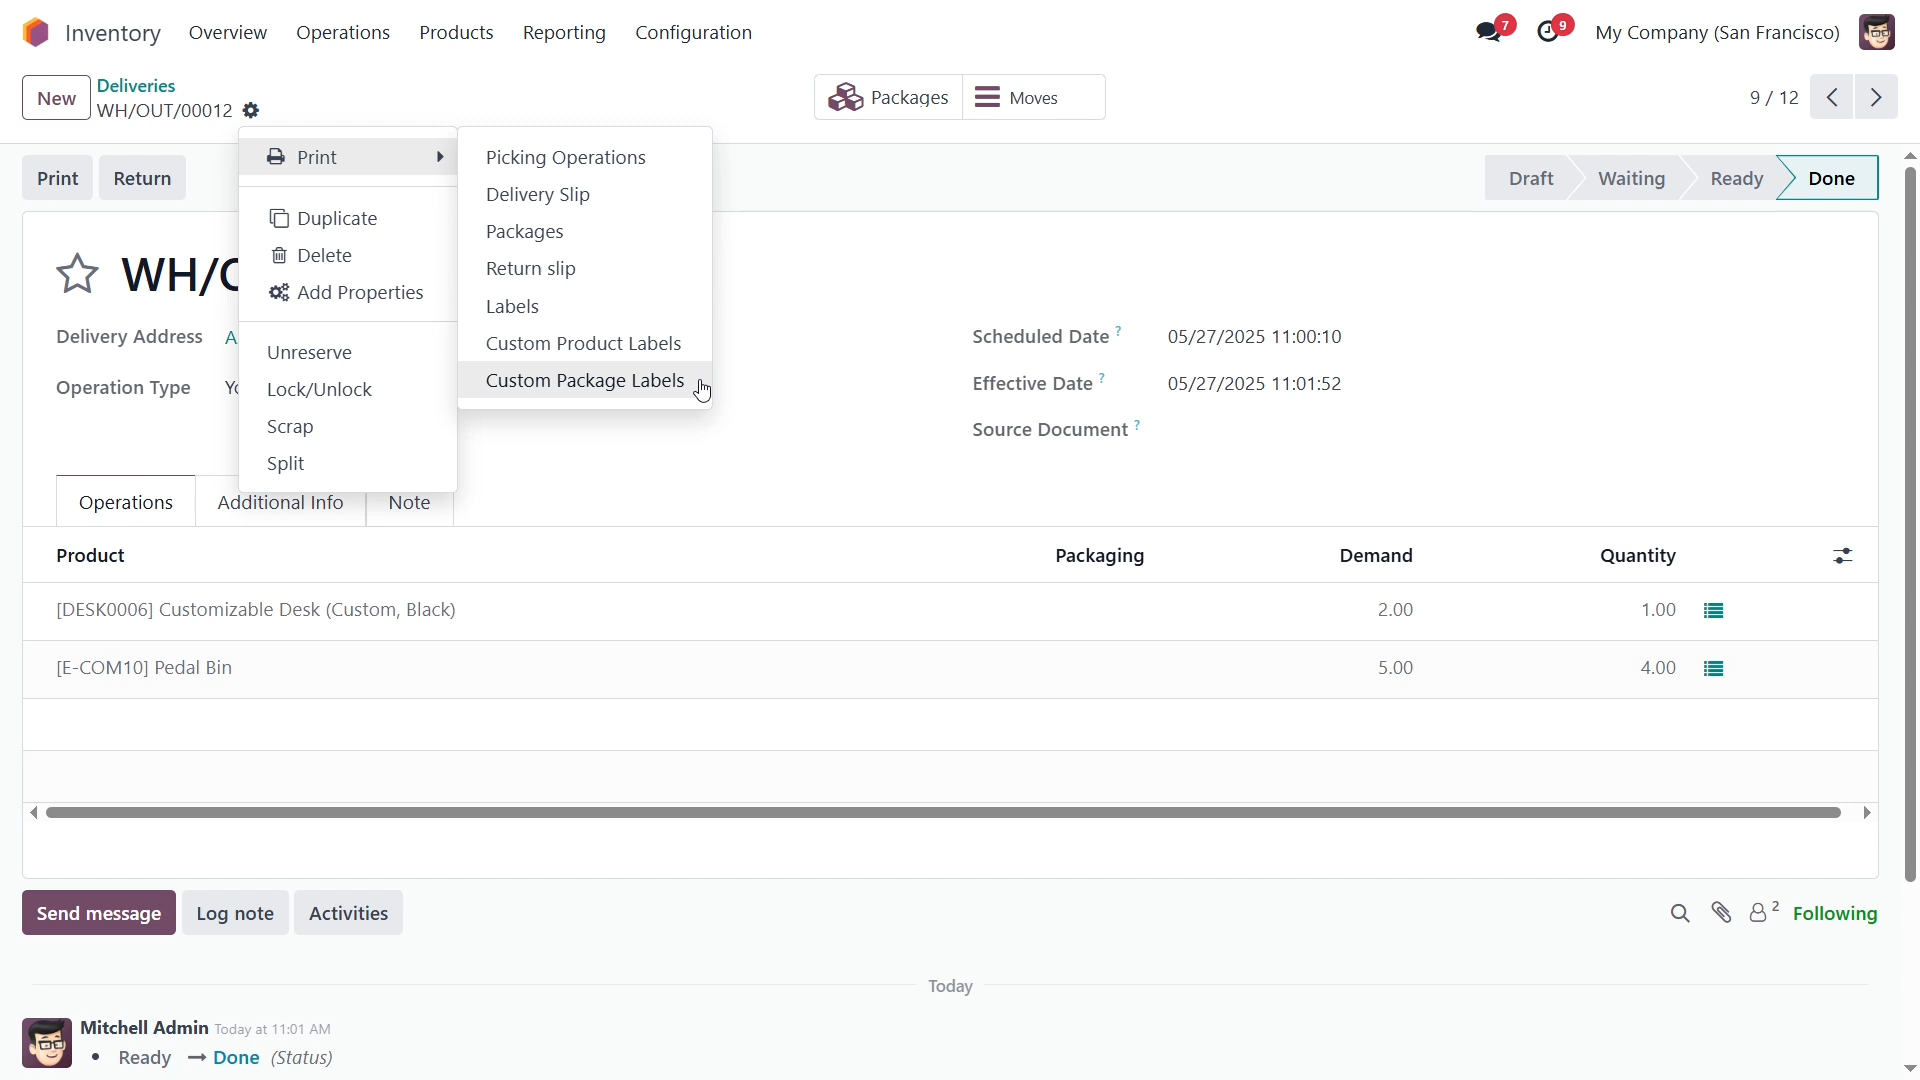 Inventory Overview Operations Products Reporting Configuration 7 9 My Company (San Francisco)
New Deliveries
WH/OUT/00012
Packages Moves 9 / 12
Print Return Draft Waiting Ready Done
Print
Duplicate
Delete
Add Properties
Unreserve
Lock/Unlock
Scrap
Split
Picking Operations
Delivery Slip
Packages
Return slip
Labels
Custom Product Labels
Custom Package Labels
WH/
Delivery Address A
Operation Type
Scheduled Date ? 05/27/2025 11:00:10
Effective Date ? 05/27/2025 11:01:52
Source Document ?
Operations Additional Info Note
Product Packaging Demand Quantity
[DESK0006] Customizable Desk (Custom, Black) 2.00 1.00
[E-COM10] Pedal Bin 5.00 4.00
Send message Log note Activities 2 Following
Today
Mitchell Admin Today at 11:01 AM
• Ready → Done (Status)